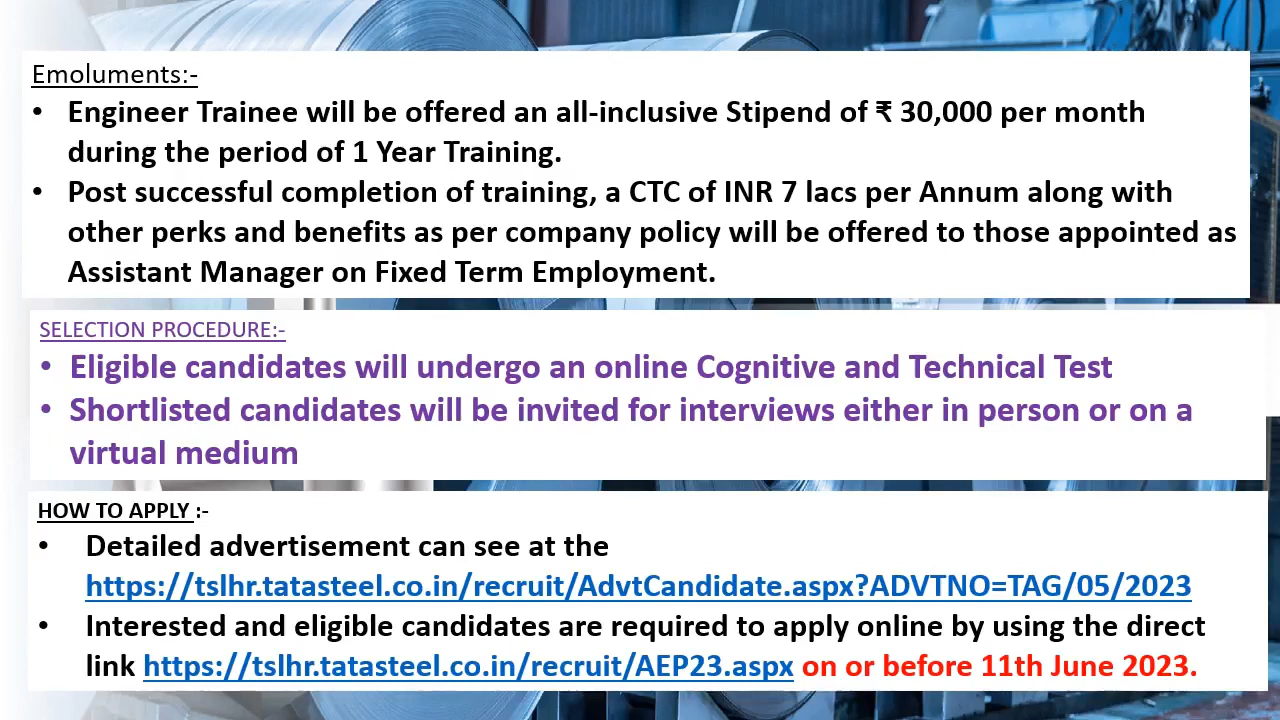 Emoluments:-
• Engineer Trainee will be offered an all-inclusive Stipend of ₹ 30,000 per month
during the period of 1 Year Training.
• Post successful completion of training, a CTC of INR 7 lacs per Annum along with
other perks and benefits as per company policy will be offered to those appointed as
Assistant Manager on Fixed Term Employment.
SELECTION PROCEDURE:-
• Eligible candidates will undergo an online Cognitive and Technical Test
• Shortlisted candidates will be invited for interviews either in person or on a
virtual medium
HOW TO APPLY :-
• Detailed advertisement can see at the
https://tslhr.tatasteel.co.in/recruit/AdvtCandidate.aspx?ADVTNO=TAG/05/2023
• Interested and eligible candidates are required to apply online by using the direct
link https://tslhr.tatasteel.co.in/recruit/AEP23.aspx on or before 11th June 2023.